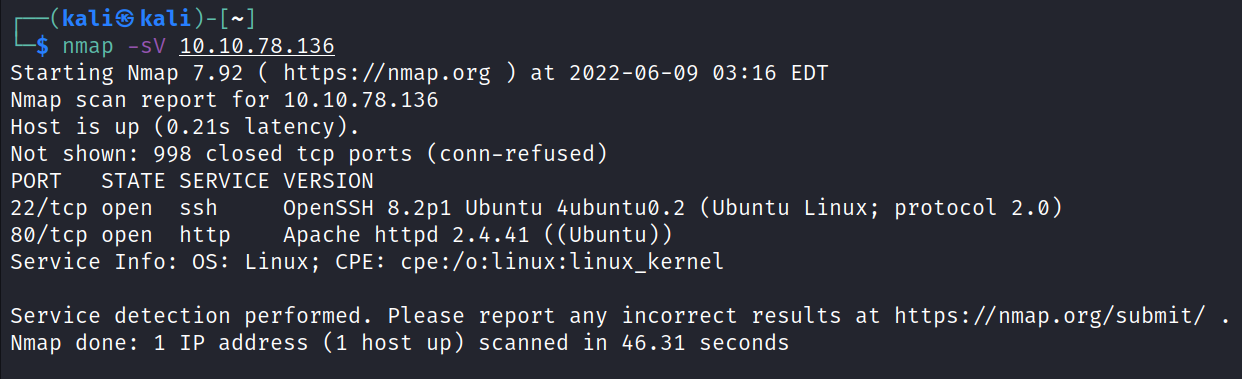 ┌──(kali㉿kali)-[~]
└─$ nmap -sV 10.10.78.136
Starting Nmap 7.92 ( https://nmap.org ) at 2022-06-09 03:16 EDT
Nmap scan report for 10.10.78.136
Host is up (0.21s latency).
Not shown: 998 closed tcp ports (conn-refused)
PORT   STATE SERVICE VERSION
22/tcp open  ssh     OpenSSH 8.2p1 Ubuntu 4ubuntu0.2 (Ubuntu Linux; protocol 2.0)
80/tcp open  http    Apache httpd 2.4.41 ((Ubuntu))
Service Info: OS: Linux; CPE: cpe:/o:linux:linux_kernel

Service detection performed. Please report any incorrect results at https://nmap.org/submit/ .
Nmap done: 1 IP address (1 host up) scanned in 46.31 seconds